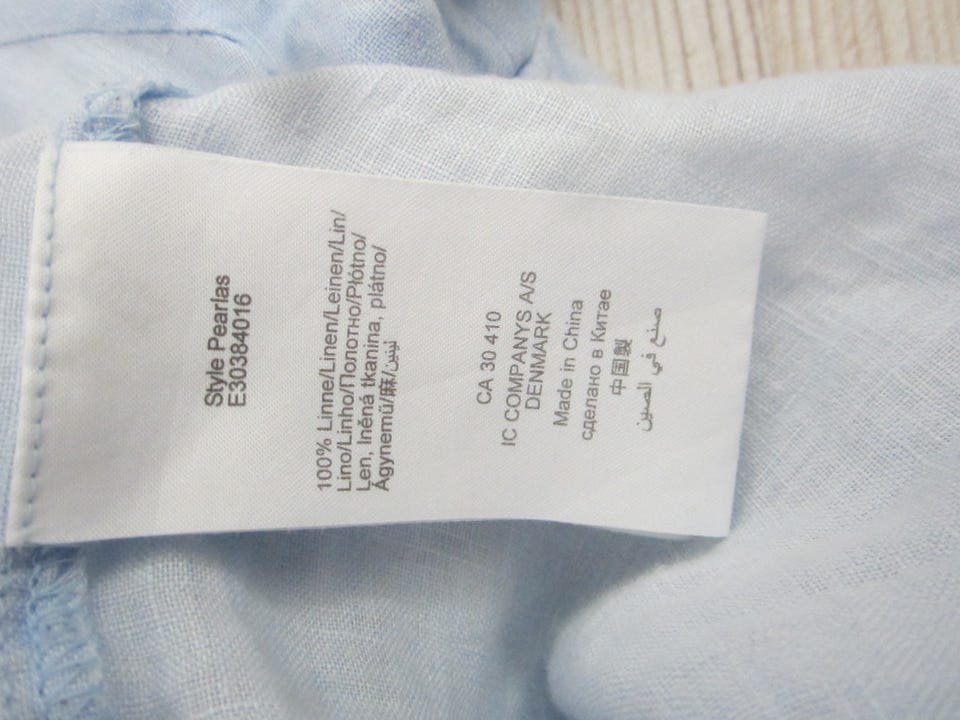 Style Pearlas
E30384016
100% Linne/Linen/Leinen/Lin/
Lino/Linho/Полотно/Płótno/
Len, lněná tkanina, plátno/
Ágynemű/麻/لينين
CA 30 410
IC COMPANYS A/S
DENMARK
Made in China
сделано в Китае
中国製
صنع في الصين